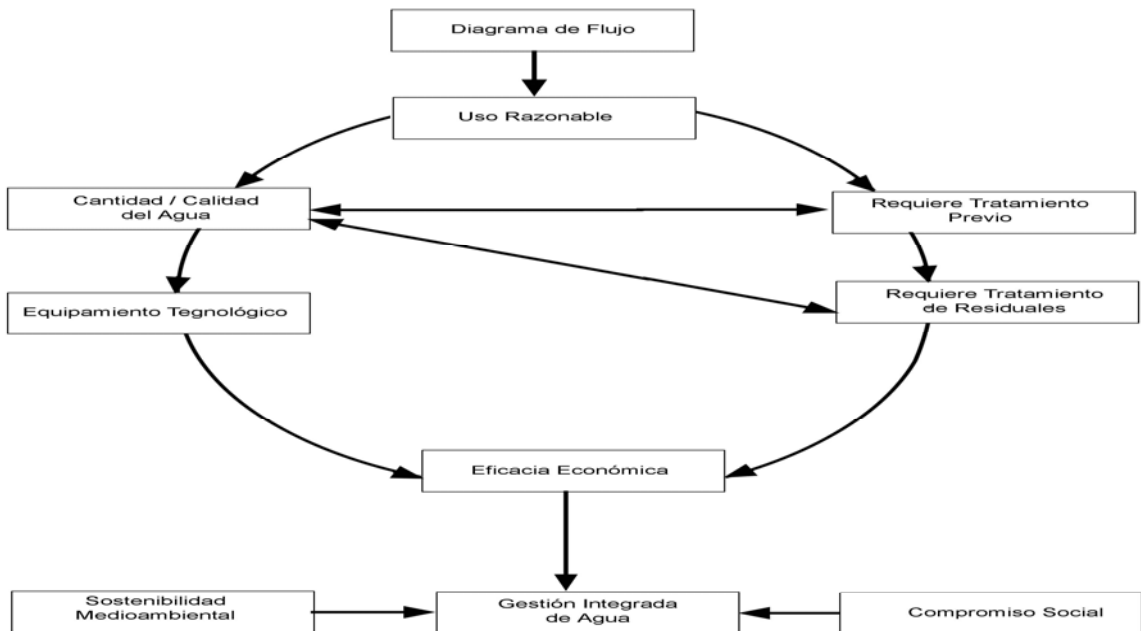 Diagrama de Flujo
Uso Razonable
Cantidad / Calidad
del Agua
Requiere Tratamiento
Previo
Equipamiento Tegnológico
Requiere Tratamiento
de Residuales
Eficacia Económica
Sostenibilidad
Medioambiental
Gestión Integrada
de Agua
Compromiso Social